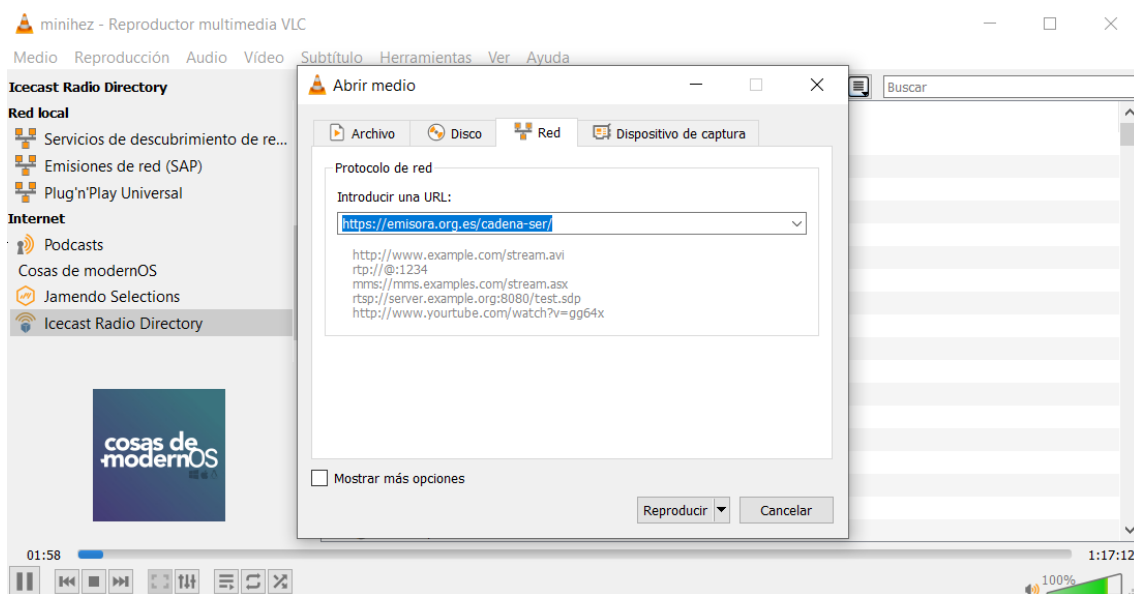 minihez - Reproductor multimedia VLC
Medio Reproducción Audio Vídeo Subtítulo Herramientas Ver Ayuda
Icecast Radio Directory
Buscar
Red local
Servicios de descubrimiento de re...
Emisiones de red (SAP)
Plug'n'Play Universal
Internet
Podcasts
Cosas de modernOS
Jamendo Selections
Icecast Radio Directory
cosas de
modernOS
Abrir medio
Archivo Disco Red Dispositivo de captura
Protocolo de red
Introducir una URL:
https://emisora.org.es/cadena-ser/
http://www.example.com/stream.avi
rtp://@:1234
mms://mms.examples.com/stream.asx
rtsp://server.example.org:8080/test.sdp
http://www.yourtube.com/watch?v=gg64x
Mostrar más opciones
Reproducir Cancelar
01:58 1:17:12
100%